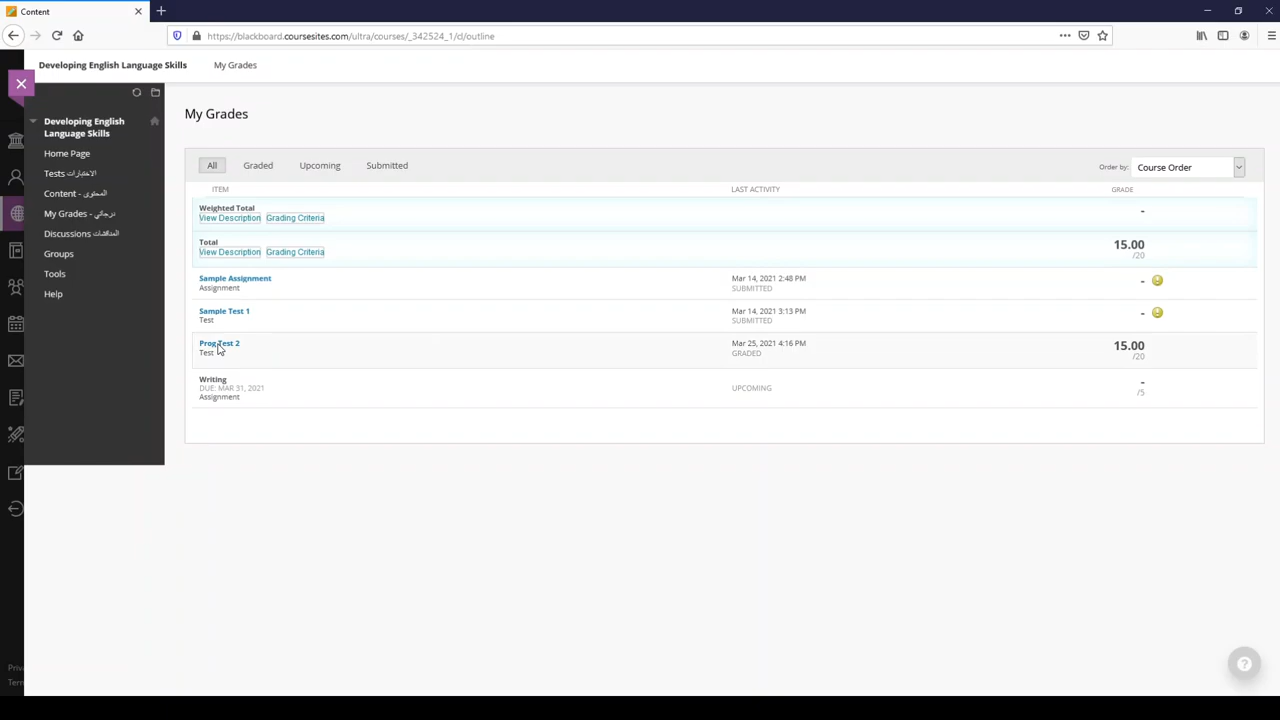 Content
https://blackboard.coursesites.com/ultra/courses/_342524_1/cl/outline
Developing English Language Skills
My Grades
Developing English
Language Skills
Home Page
Tests الاختبارات
Content - المحتوى
My Grades - درجاتي
Discussions المناقشات
Groups
Tools
Help
My Grades
All
Graded
Upcoming
Submitted
Order by:
Course Order
ITEM
LAST ACTIVITY
GRADE
Weighted Total
View Description
Grading Criteria
-
Total
View Description
Grading Criteria
15.00
/20
Sample Assignment
Assignment
Mar 14, 2021 2:48 PM
SUBMITTED
-
Sample Test 1
Test
Mar 14, 2021 3:13 PM
SUBMITTED
-
Prog Test 2
Test
Mar 25, 2021 4:16 PM
GRADED
15.00
/20
Writing
DUE: MAR 31, 2021
Assignment
UPCOMING
-
/5
Priv
Tern